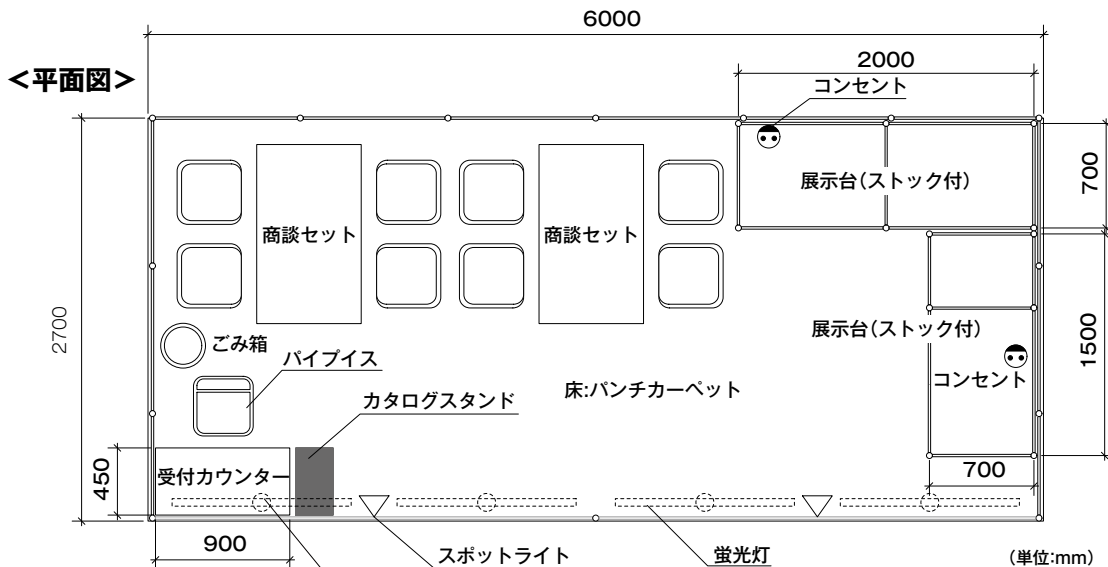 6000
<平面図>
2000
コンセント
2700
700
展示台(ストック付)
商談セット
商談セット
1500
展示台(ストック付)
ごみ箱
パイプイス
コンセント
カタログスタンド
床:パンチカーペット
450
受付カウンター
700
900
スポットライト
蛍光灯
(単位:mm)